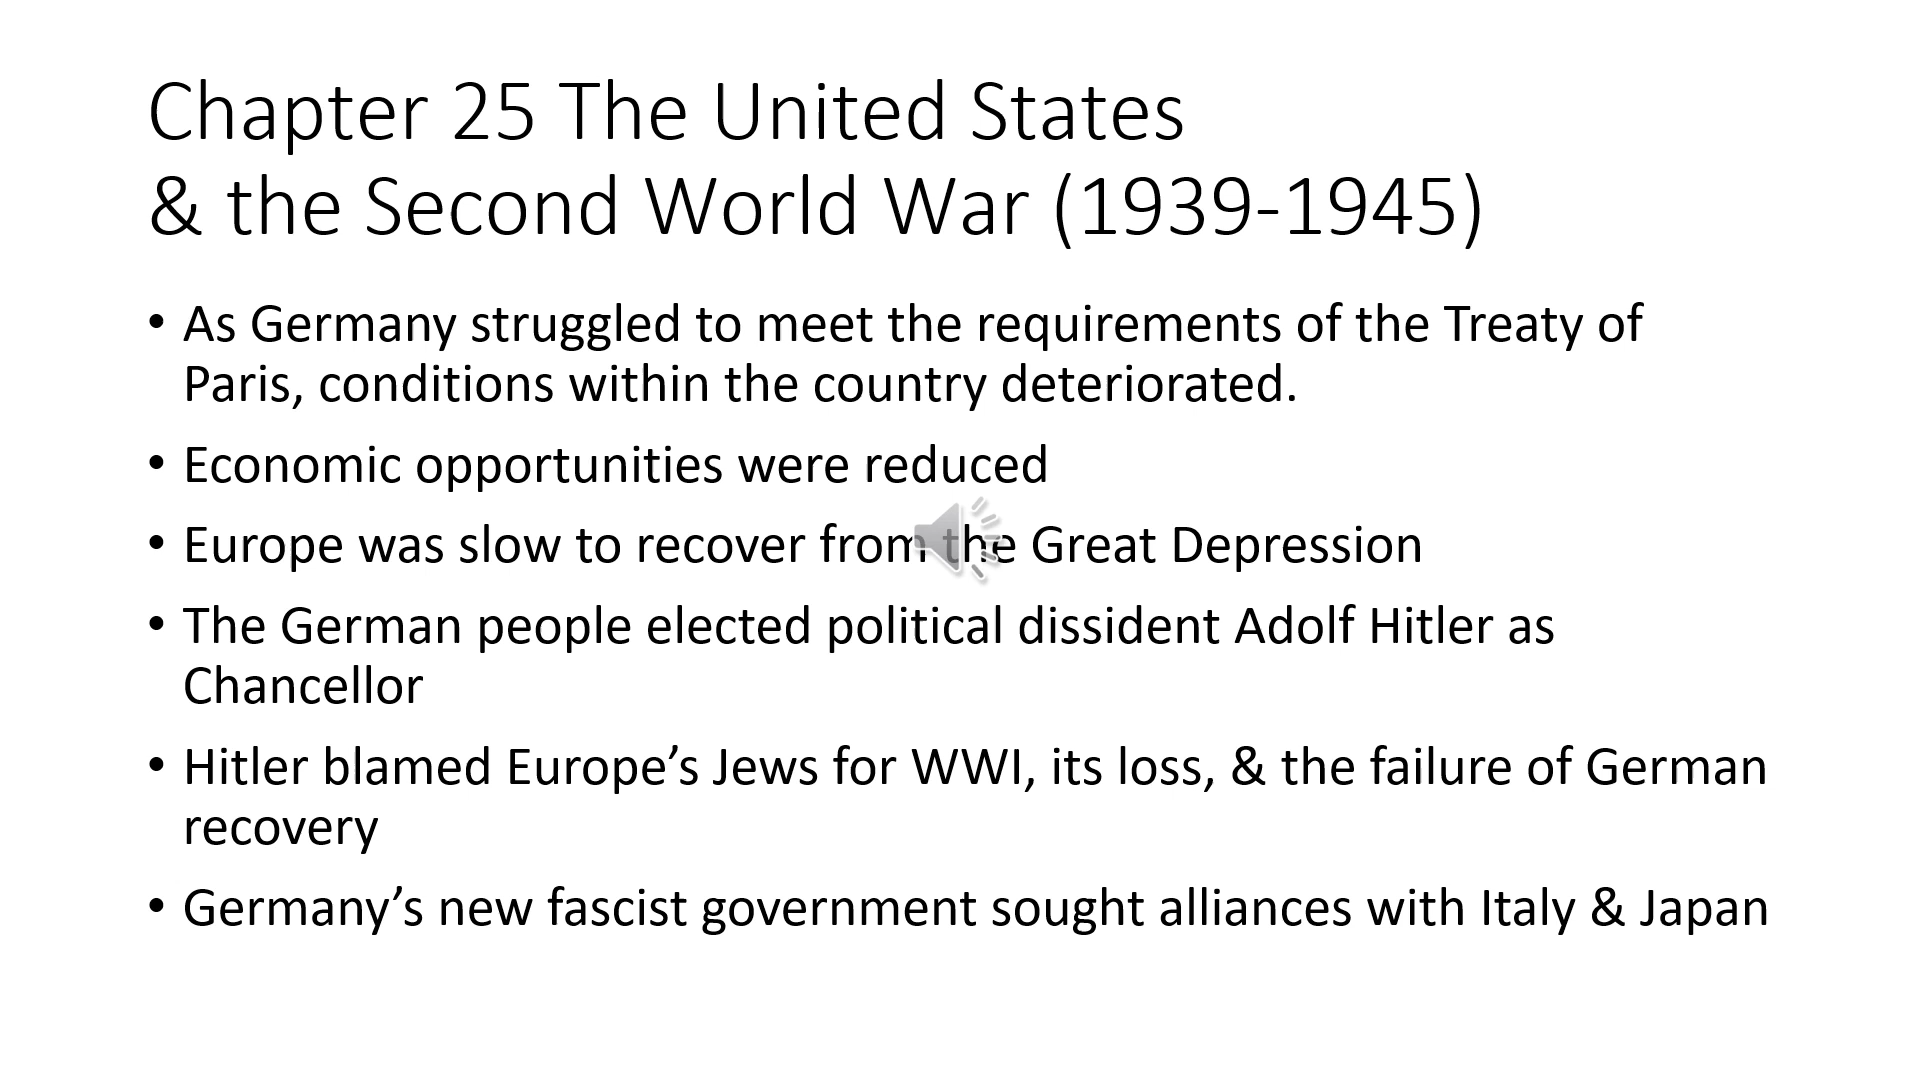 Chapter 25 The United States
& the Second World War (1939-1945)
• As Germany struggled to meet the requirements of the Treaty of
Paris, conditions within the country deteriorated.
• Economic opportunities were reduced
• Europe was slow to recover from the Great Depression
• The German people elected political dissident Adolf Hitler as
Chancellor
• Hitler blamed Europe’s Jews for WWI, its loss, & the failure of German
recovery
• Germany’s new fascist government sought alliances with Italy & Japan